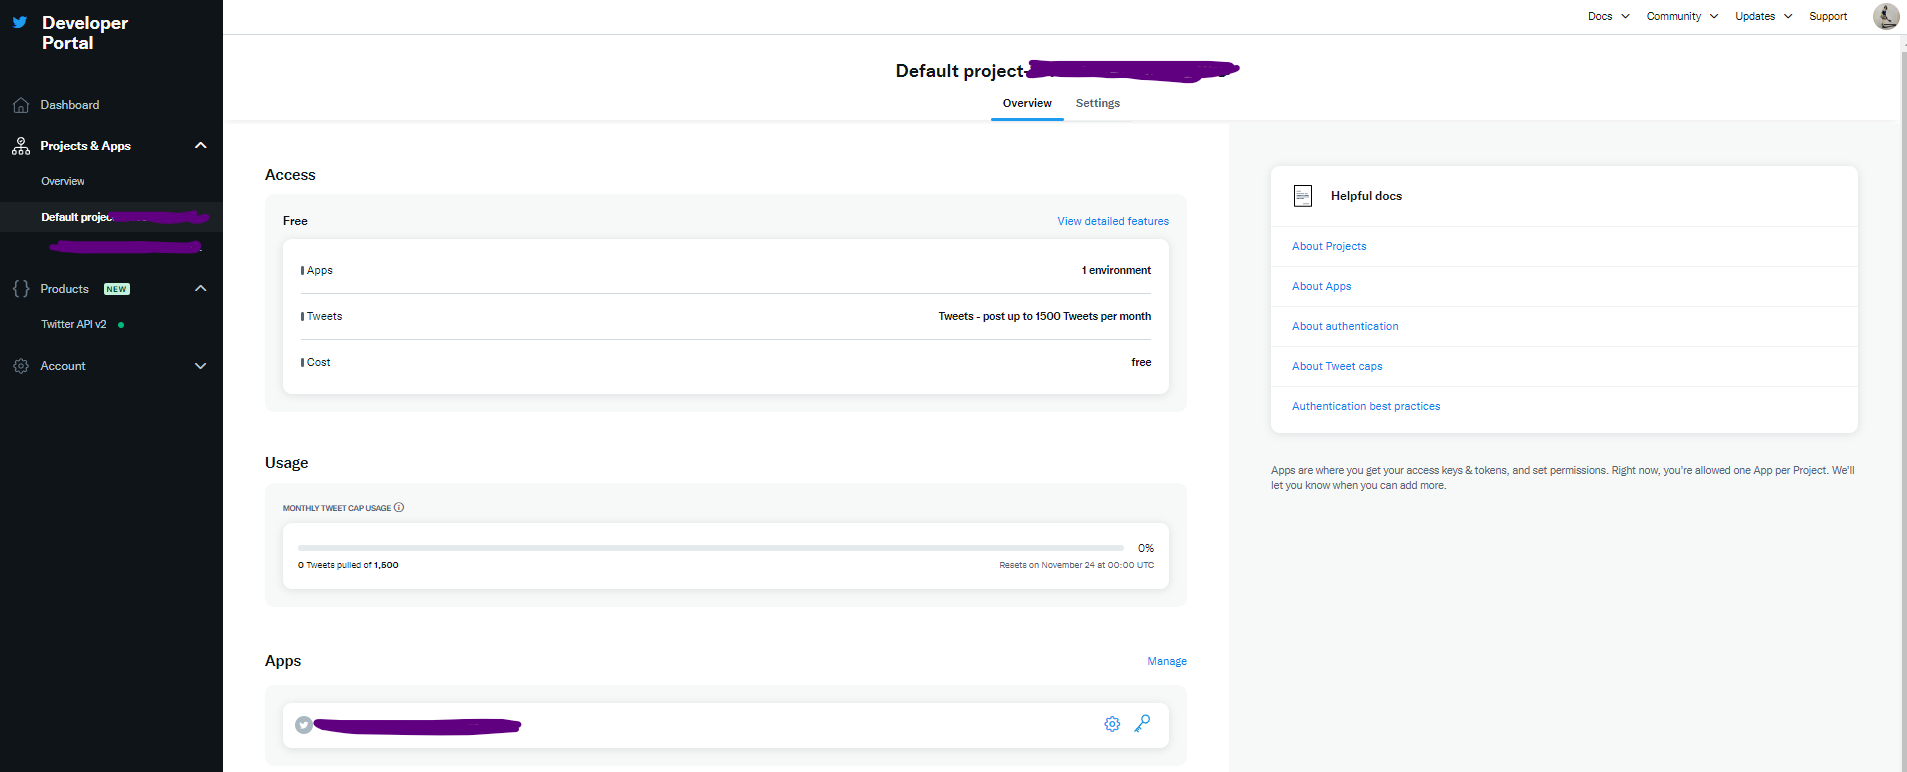 Developer
Portal
Dashboard
Projects & Apps
Overview
Default projec
Products NEW
Twitter API v2
Account
Docs Community Updates Support
Default project-
Overview Settings
Access
Free View detailed features
Apps 1 environment
Tweets Tweets - post up to 1500 Tweets per month
Cost free
Usage
MONTHLY TWEET CAP USAGE
0%
0 Tweets pulled of 1,500 Resets on November 24 at 00:00 UTC
Apps Manage
Helpful docs
About Projects
About Apps
About authentication
About Tweet caps
Authentication best practices
Apps are where you get your access keys & tokens, and set permissions. Right now, you're allowed one App per Project. We'll
let you know when you can add more.